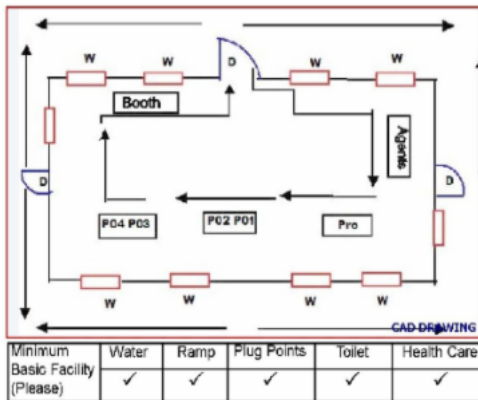 W W D W W
Booth
Agents
D D
P04 P03 P02 P01 Pro
W W W W
CAD DRAWING
Minimum Basic Facility (Please) Water Ramp Plug Points Toilet Health Care
✓ ✓ ✓ ✓ ✓